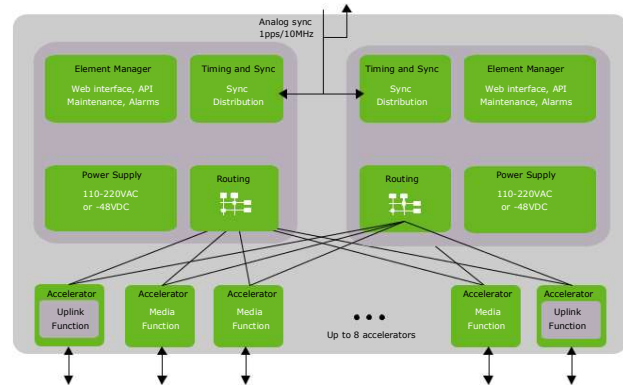 Analog sync
1pps/10MHz
Element Manager
Web interface, API
Maintenance, Alarms
Timing and Sync
Sync
Distribution
Timing and Sync
Sync
Distribution
Element Manager
Web interface, API
Maintenance, Alarms
Power Supply
110-220VAC
or -48VDC
Routing
Routing
Power Supply
110-220VAC
or -48VDC
Accelerator
Uplink
Function
Accelerator
Media
Function
Accelerator
Media
Function
Up to 8 accelerators
Accelerator
Media
Function
Accelerator
Uplink
Function